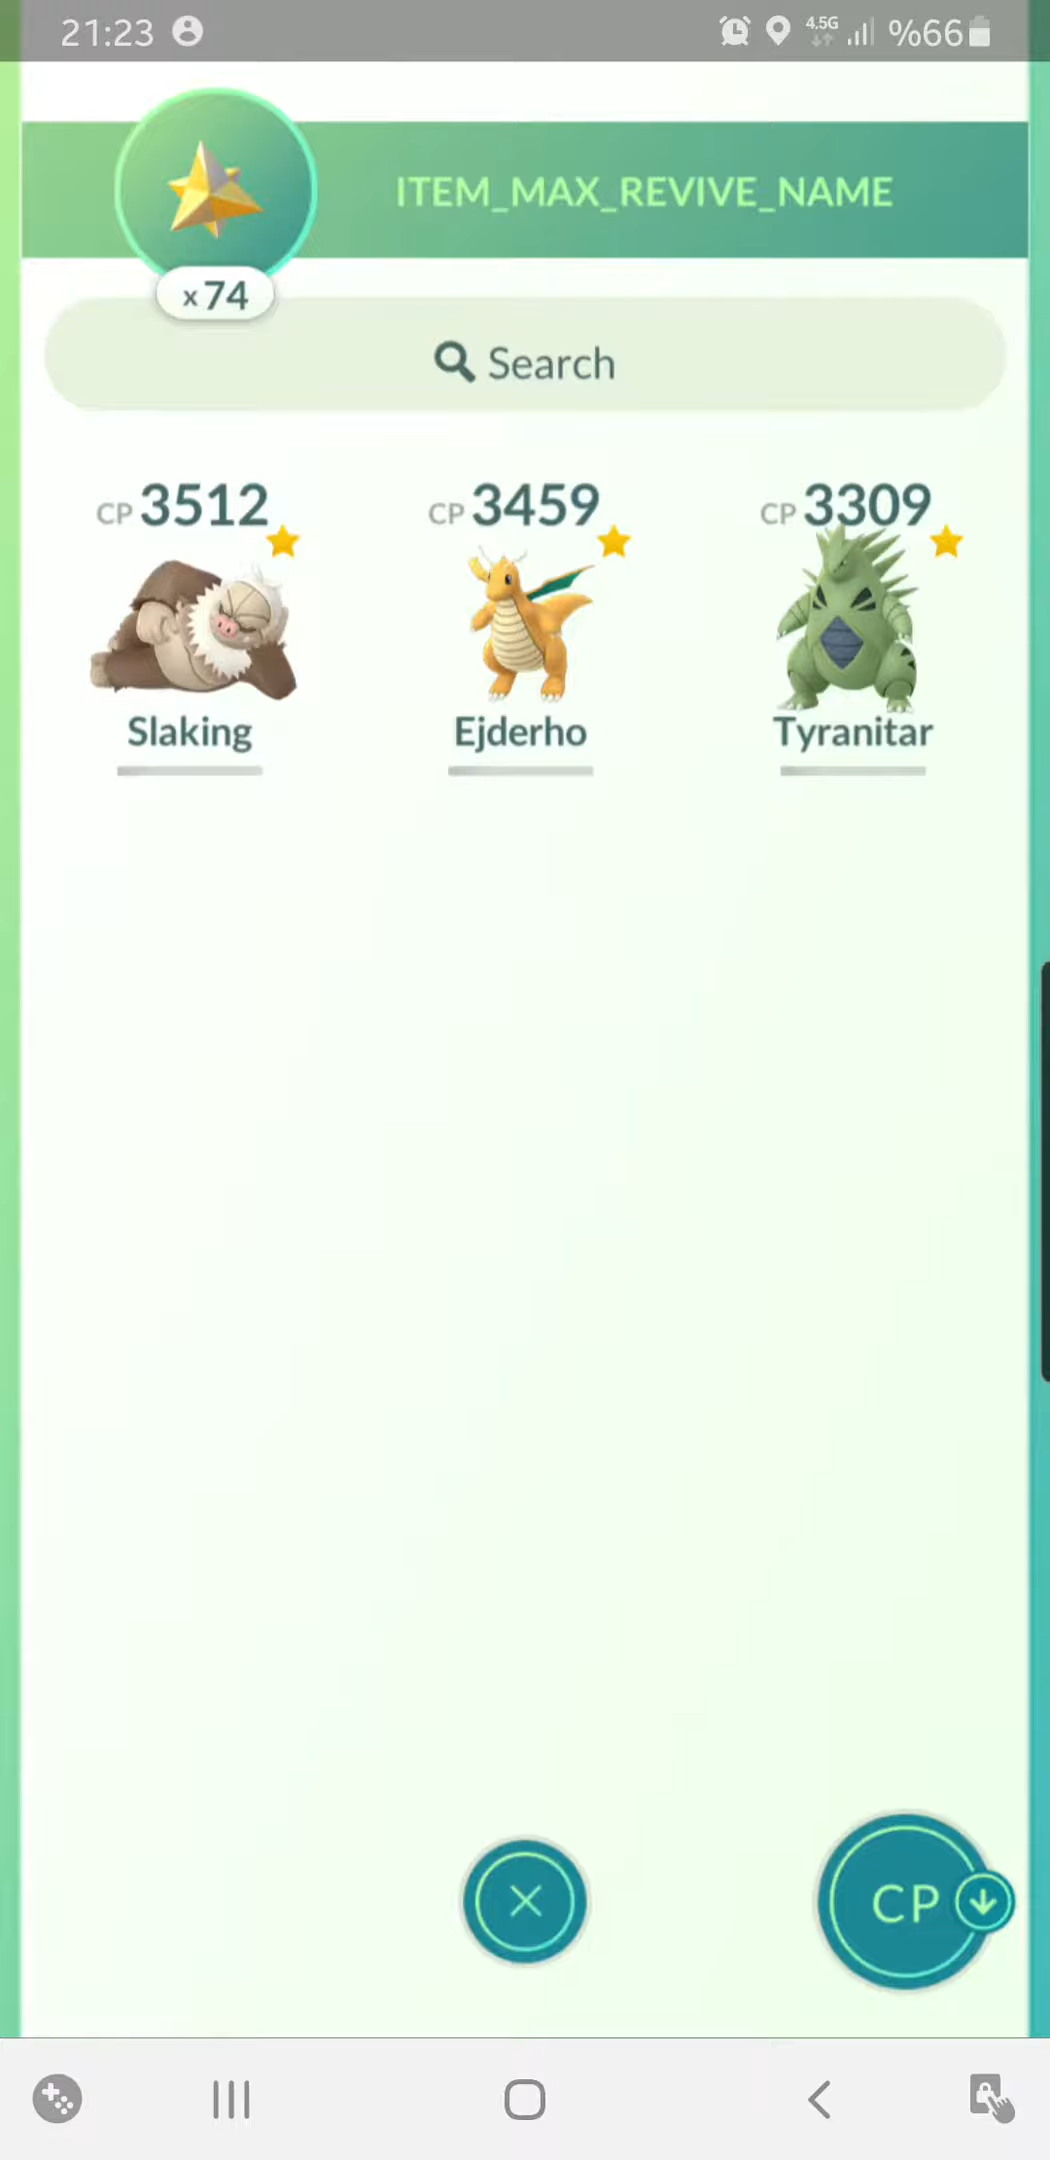 21:23 4.5G %66
ITEM_MAX_REVIVE_NAME
x74
Search
CP 3512 CP 3459 CP 3309
Slaking Ejderho Tyranitar
CP